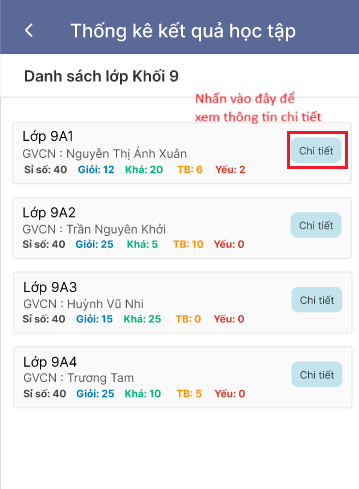 Thống kê kết quả học tập
Danh sách lớp Khối 9
Nhấn vào đây để
xem thông tin chi tiết
Lớp 9A1
GVCN : Nguyễn Thị Ánh Xuân
Chi tiết
Sỉ số: 40 Giỏi: 12 Khá: 20 TB: 6 Yếu: 2
Lớp 9A2
GVCN : Trần Nguyên Khởi
Chi tiết
Sỉ số: 40 Giỏi: 25 Khá: 5 TB: 10 Yếu: 0
Lớp 9A3
GVCN : Huỳnh Vũ Nhi
Chi tiết
Sỉ số: 40 Giỏi: 15 Khá: 25 TB: 0 Yếu: 0
Lớp 9A4
GVCN : Trương Tam
Chi tiết
Sỉ số: 40 Giỏi: 25 Khá: 10 TB: 5 Yếu: 0